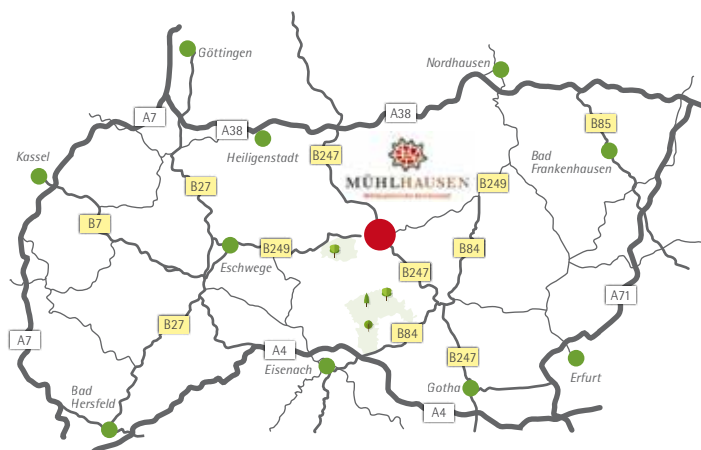 Göttingen
Nordhausen
A7
A38
A38
B85
Kassel
Heiligenstadt
B247
MÜHLHAUSEN
Bad
Frankenhausen
B27
B249
B7
Eschwege
B249
B84
B247
A71
B27
A7
A4
B84
Eisenach
B247
Bad
Hersfeld
Gotha
Erfurt
A4